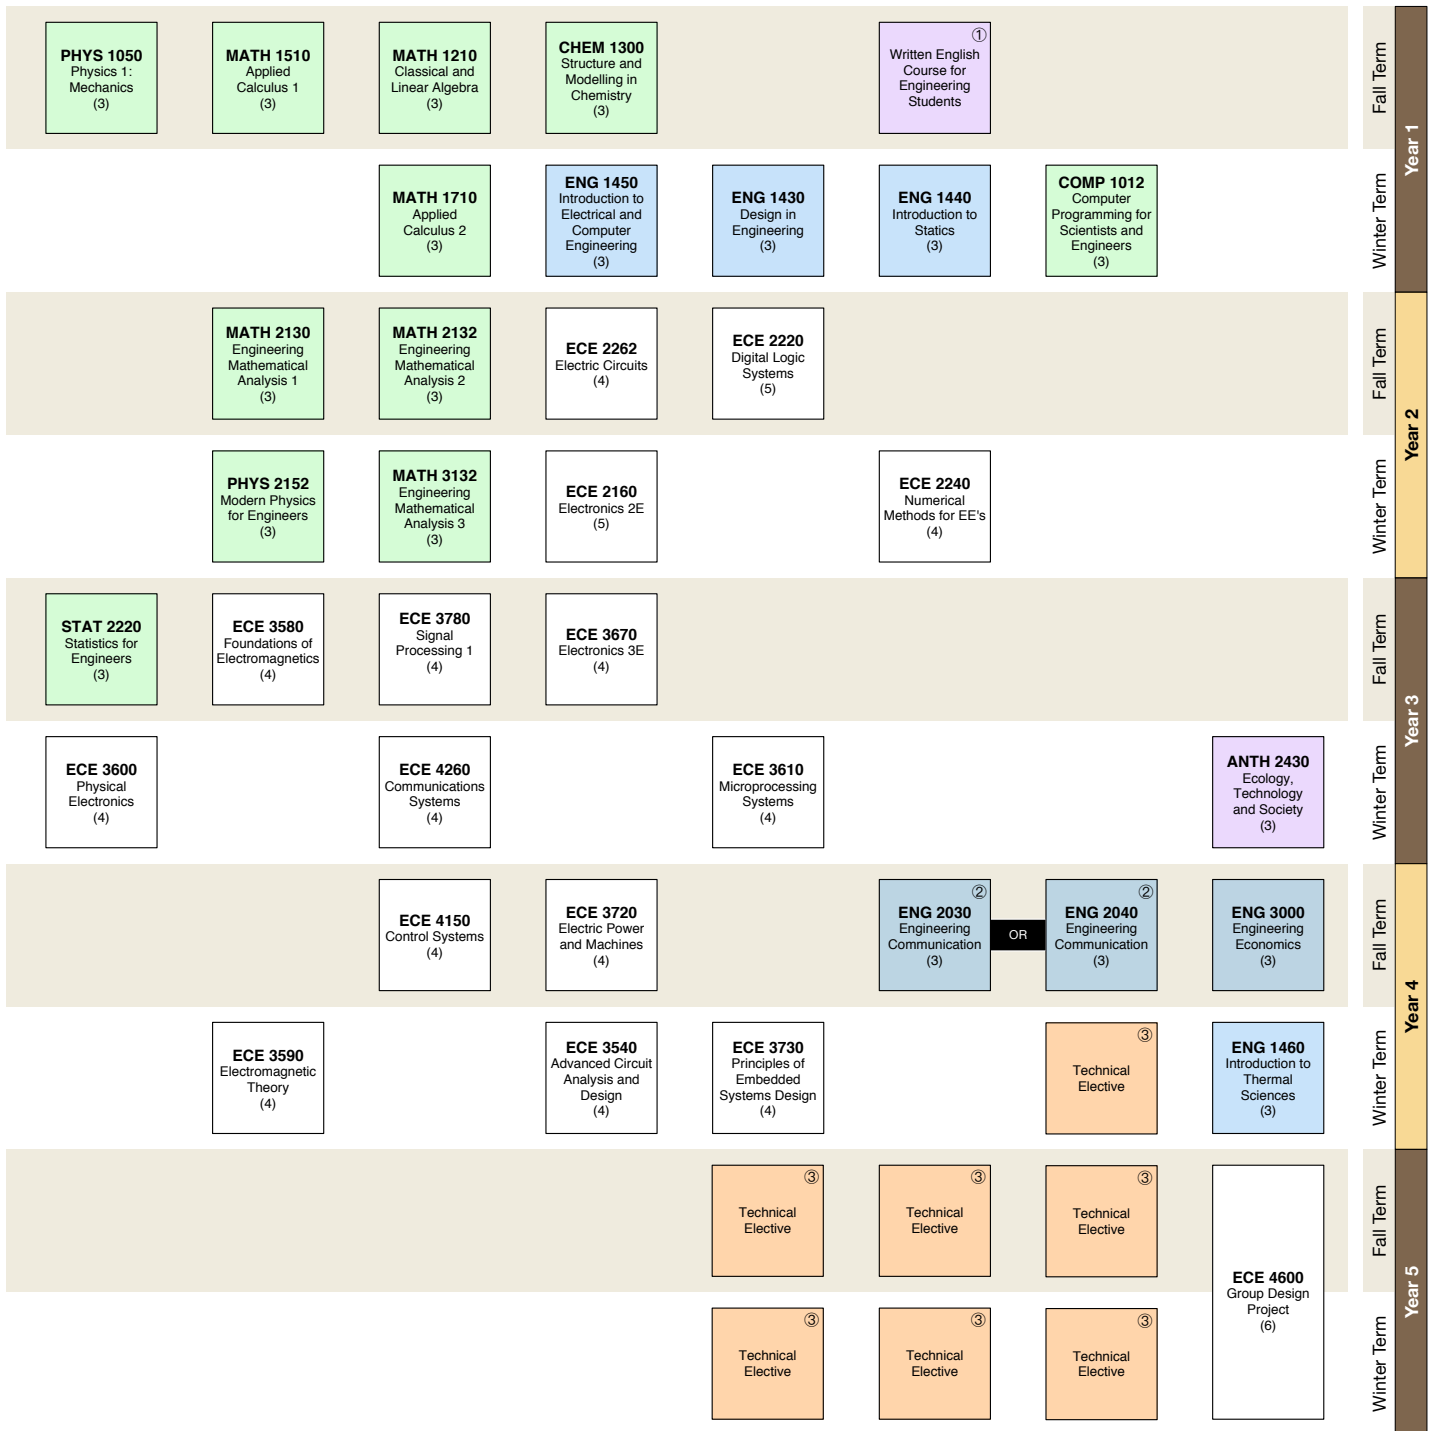 PHYS 1050
Physics 1:
Mechanics
(3)
MATH 1510
Applied
Calculus 1
(3)
MATH 1210
Classical and
Linear Algebra
(3)
CHEM 1300
Structure and
Modelling in
Chemistry
(3)
①
Written English
Course for
Engineering
Students
Fall Term
Year 1
MATH 1710
Applied
Calculus 2
(3)
ENG 1450
Introduction to
Electrical and
Computer
Engineering
(3)
ENG 1430
Design in
Engineering
(3)
ENG 1440
Introduction to
Statics
(3)
COMP 1012
Computer
Programming for
Scientists and
Engineers
(3)
Winter Term
MATH 2130
Engineering
Mathematical
Analysis 1
(3)
MATH 2132
Engineering
Mathematical
Analysis 2
(3)
ECE 2262
Electric Circuits
(4)
ECE 2220
Digital Logic
Systems
(5)
Fall Term
Year 2
PHYS 2152
Modern Physics
for Engineers
(3)
MATH 3132
Engineering
Mathematical
Analysis 3
(3)
ECE 2160
Electronics 2E
(5)
ECE 2240
Numerical
Methods for EE's
(4)
Winter Term
STAT 2220
Statistics for
Engineers
(3)
ECE 3580
Foundations of
Electromagnetics
(4)
ECE 3780
Signal
Processing 1
(4)
ECE 3670
Electronics 3E
(4)
Fall Term
Year 3
ECE 3600
Physical
Electronics
(4)
ECE 4260
Communications
Systems
(4)
ECE 3610
Microprocessing
Systems
(4)
ANTH 2430
Ecology,
Technology
and Society
(3)
Winter Term
ECE 4150
Control Systems
(4)
ECE 3720
Electric Power
and Machines
(4)
②
ENG 2030
Engineering
Communication
(3)
OR
②
ENG 2040
Engineering
Communication
(3)
ENG 3000
Engineering
Economics
(3)
Fall Term
Year 4
ECE 3590
Electromagnetic
Theory
(4)
ECE 3540
Advanced Circuit
Analysis and
Design
(4)
ECE 3730
Principles of
Embedded
Systems Design
(4)
③
Technical
Elective
ENG 1460
Introduction to
Thermal
Sciences
(3)
Winter Term
③
Technical
Elective
③
Technical
Elective
③
Technical
Elective
ECE 4600
Group Design
Project
(6)
Fall Term
Year 5
③
Technical
Elective
③
Technical
Elective
③
Technical
Elective
Winter Term